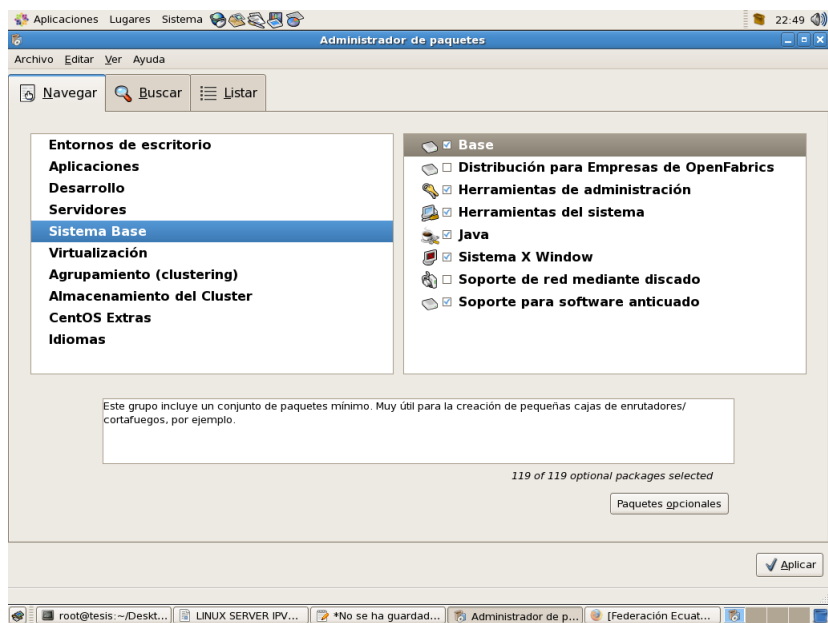 Aplicaciones Lugares Sistema 22:49
Administrador de paquetes
Archivo Editar Ver Ayuda
Navegar Buscar Listar
Entornos de escritorio
Aplicaciones
Desarrollo
Servidores
Sistema Base
Virtualización
Agrupamiento (clustering)
Almacenamiento del Cluster
CentOS Extras
Idiomas
Base
Distribución para Empresas de OpenFabrics
Herramientas de administración
Herramientas del sistema
Java
Sistema X Window
Soporte de red mediante discado
Soporte para software anticuado
Este grupo incluye un conjunto de paquetes mínimo. Muy útil para la creación de pequeñas cajas de enrutadores/
cortafuegos, por ejemplo.
119 of 119 optional packages selected
Paquetes opcionales
Aplicar
root@tesis:~/Deskt... LINUX SERVER IPV... *No se ha guardad... Administrador de p... [Federación Ecuat...